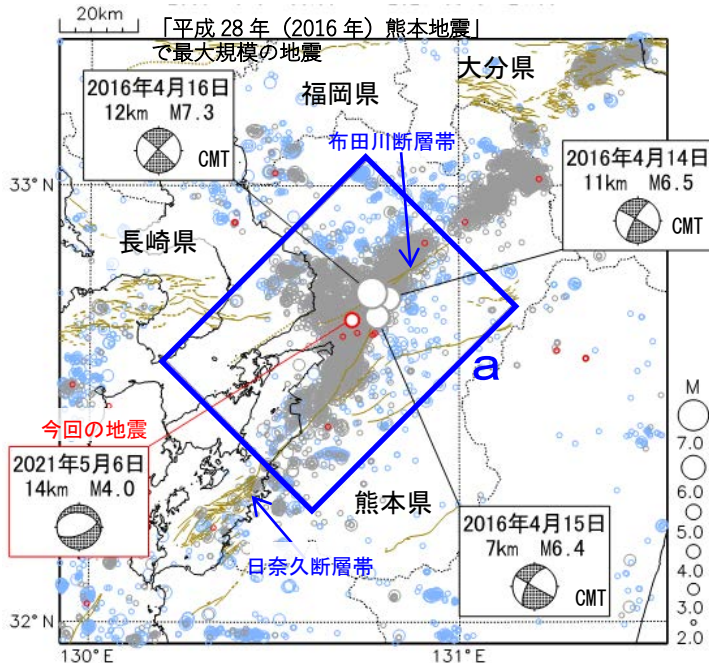 20km
「平成 28 年（2016 年）熊本地震」
で最大規模の地震
大分県
福岡県
2016年4月16日
12km M7.3
CMT
布田川断層帯
2016年4月14日
11km M6.5
CMT
33°N
長崎県
a
今回の地震
2021年5月6日
14km M4.0
熊本県
2016年4月15日
7km M6.4
CMT
日奈久断層帯
32°N
130°E
131°E
M
7.0
6.0
5.0
4.0
3.0
2.0